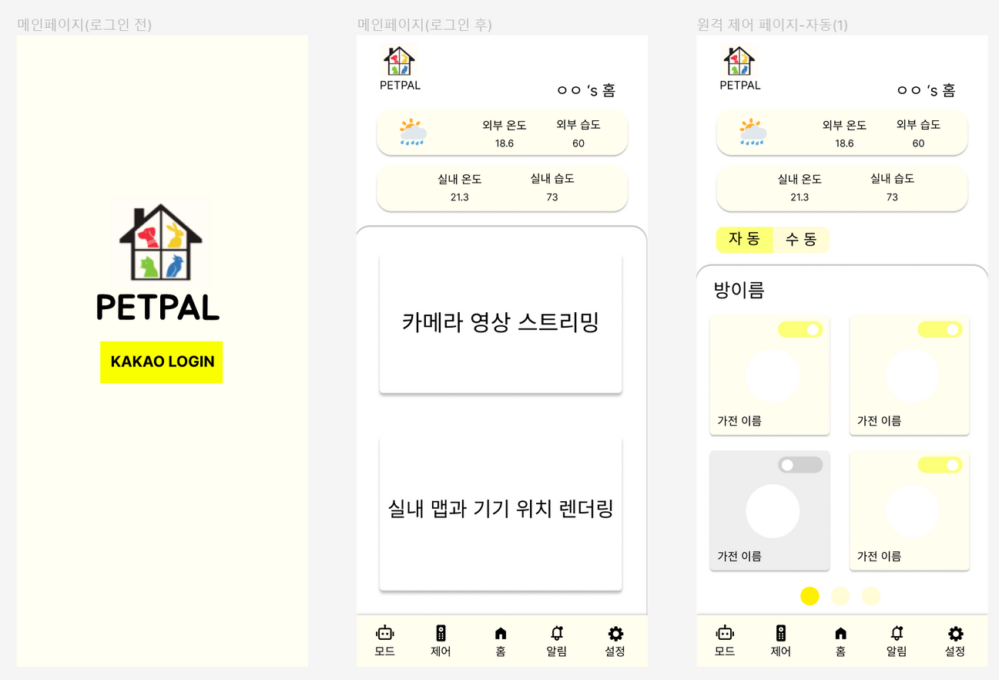 메인페이지(로그인 전)
PETPAL
KAKAO LOGIN
메인페이지(로그인 후)
PETPAL
ㅇㅇ ‘s 홈
외부 온도 외부 습도
18.6 60
실내 온도 실내 습도
21.3 73
카메라 영상 스트리밍
실내 맵과 기기 위치 렌더링
모드 제어 홈 알림 설정
원격 제어 페이지-자동(1)
PETPAL
ㅇㅇ ‘s 홈
외부 온도 외부 습도
18.6 60
실내 온도 실내 습도
21.3 73
자 동 수 동
방이름
가전 이름 가전 이름
가전 이름 가전 이름
모드 제어 홈 알림 설정